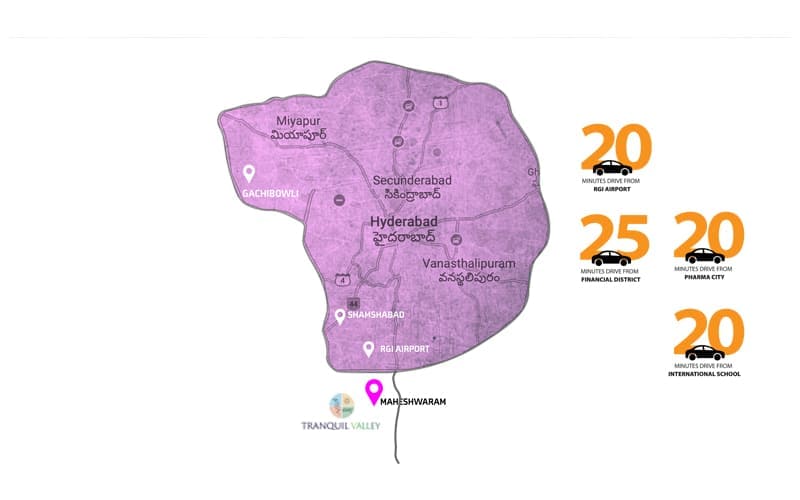 1
Miyapur
మియాపూర్
Gh
GACHIBOWLI
Secunderabad
సికింద్రాబాద్
Hyderabad
హైదరాబాద్
Vanasthalipuram
వనస్థలిపురం
4
44
SHAMSHABAD
RGI AIRPORT
MAHESHWARAM
TRANQUIL VALLEY
20
MINUTES DRIVE FROM
RGI AIRPORT
25
MINUTES DRIVE FROM
FINANCIAL DISTRICT
20
MINUTES DRIVE FROM
PHARMA CITY
20
MINUTES DRIVE FROM
INTERNATIONAL SCHOOL